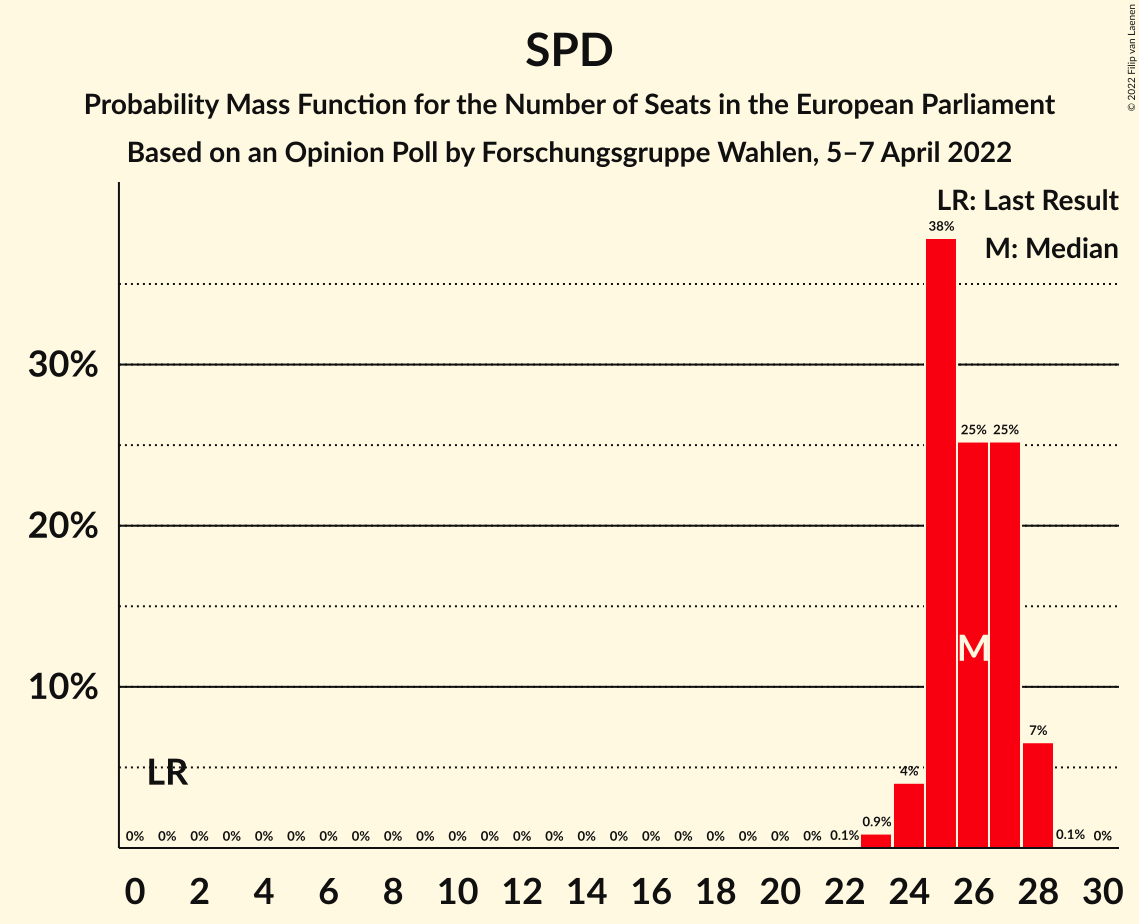 SPD
Probability Mass Function for the Number of Seats in the European Parliament
Based on an Opinion Poll by Forschungsgruppe Wahlen, 5–7 April 2022
© 2022 Filip van Laenen
LR: Last Result
M: Median
38%
30%
25% 25%
20%
M
10%
7%
LR
4%
0.9%
0% 0% 0% 0% 0% 0% 0% 0% 0% 0% 0% 0% 0% 0% 0% 0% 0% 0% 0% 0% 0% 0% 0.1% 0.1% 0%
0 2 4 6 8 10 12 14 16 18 20 22 24 26 28 30